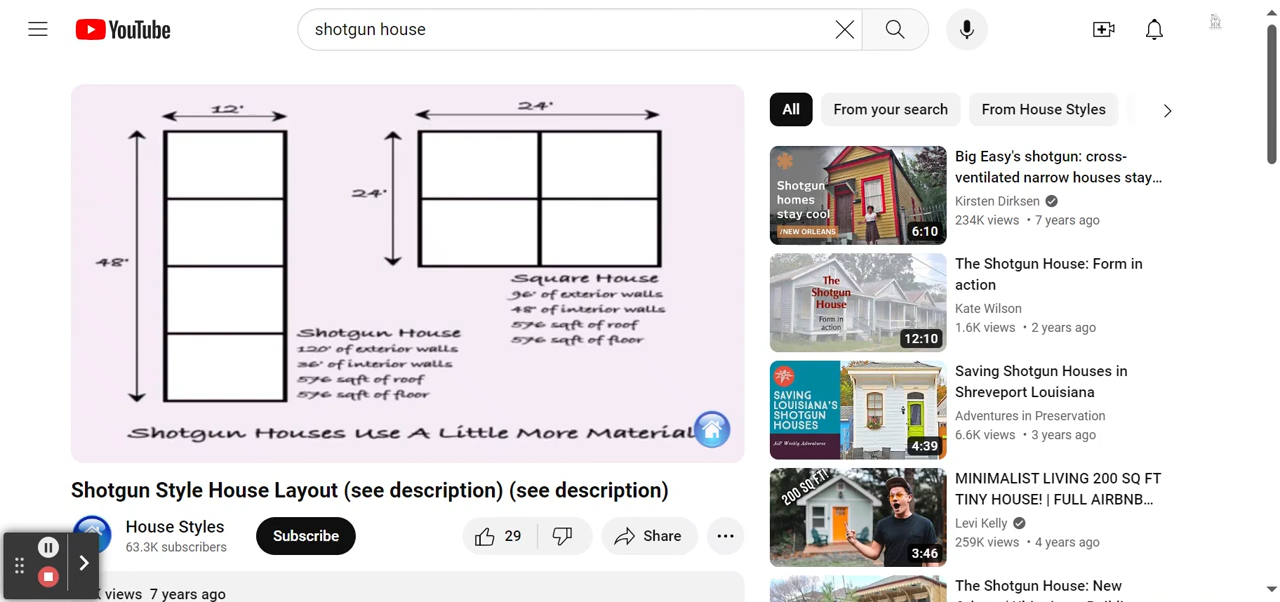 YouTube
shotgun house
12'
24'
48'
24'
Square House
96' of exterior walls
48' of interior walls
576 sqft of roof
576 sqft of floor
Shotgun House
120' of exterior walls
36' of interior walls
576 sqft of roof
576 sqft of floor
Shotgun Houses Use A Little More Material
Shotgun Style House Layout (see description) (see description)
House Styles
63.3K subscribers
Subscribe
29
Share
views 7 years ago
All
From your search
From House Styles
Shotgun
homes
stay cool
/NEW ORLEANS
6:10
Big Easy's shotgun: cross-
ventilated narrow houses stay…
Kirsten Dirksen
234K views • 7 years ago
The
Shotgun
House
Form in
action
12:10
The Shotgun House: Form in
action
Kate Wilson
1.6K views • 2 years ago
SAVING
LOUISIANA'S
SHOTGUN
HOUSES
4:39
Saving Shotgun Houses in
Shreveport Louisiana
Adventures in Preservation
6.6K views • 3 years ago
200 SQ FT!
3:46
MINIMALIST LIVING 200 SQ FT
TINY HOUSE! | FULL AIRBNB…
Levi Kelly
259K views • 4 years ago
The Shotgun House: New